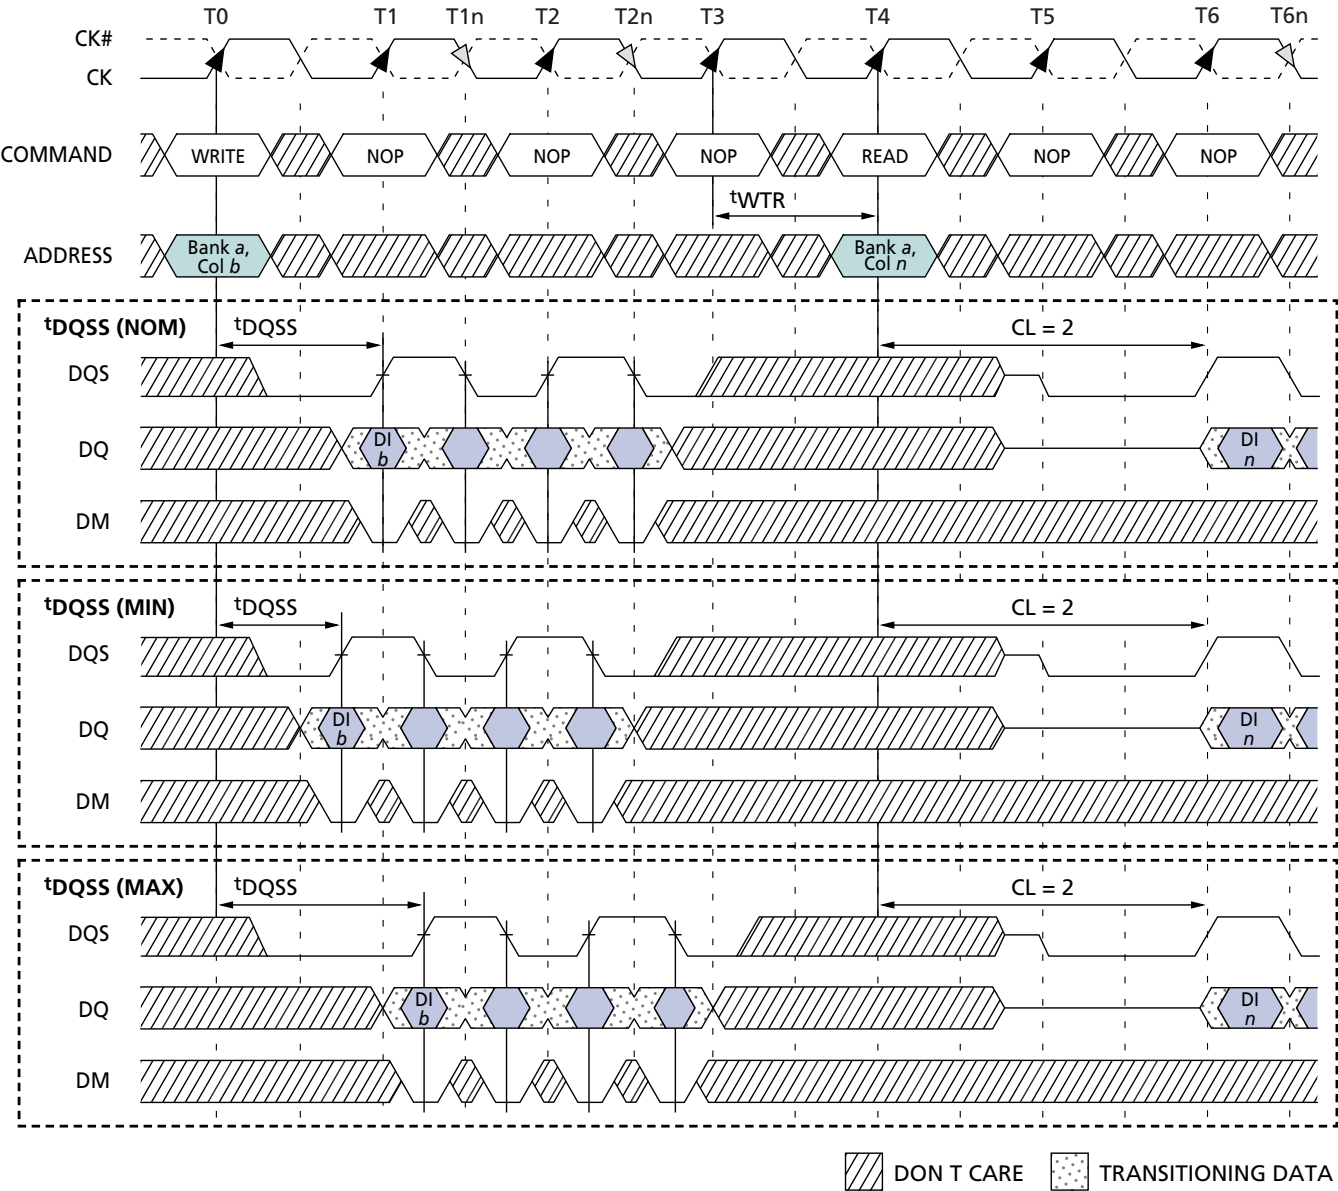 T0 T1 T1n T2 T2n T3 T4 T5 T6 T6n
CK#
CK
COMMAND WRITE NOP NOP NOP READ NOP NOP
tWTR
ADDRESS Bank a, Col b Bank a, Col n
tDQSS (NOM) tDQSS CL = 2
DQS
DQ DI b DI n
DM
tDQSS (MIN) tDQSS CL = 2
DQS
DQ DI b DI n
DM
tDQSS (MAX) tDQSS CL = 2
DQS
DQ DI b DI n
DM
DON T CARE TRANSITIONING DATA